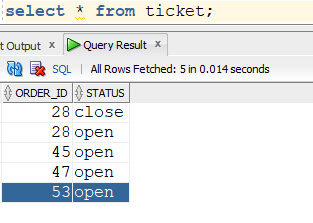 select * from ticket;
t Output x Query Result x
SQL | All Rows Fetched: 5 in 0.014 seconds
ORDER_ID STATUS
28 close
28 open
45 open
47 open
53 open